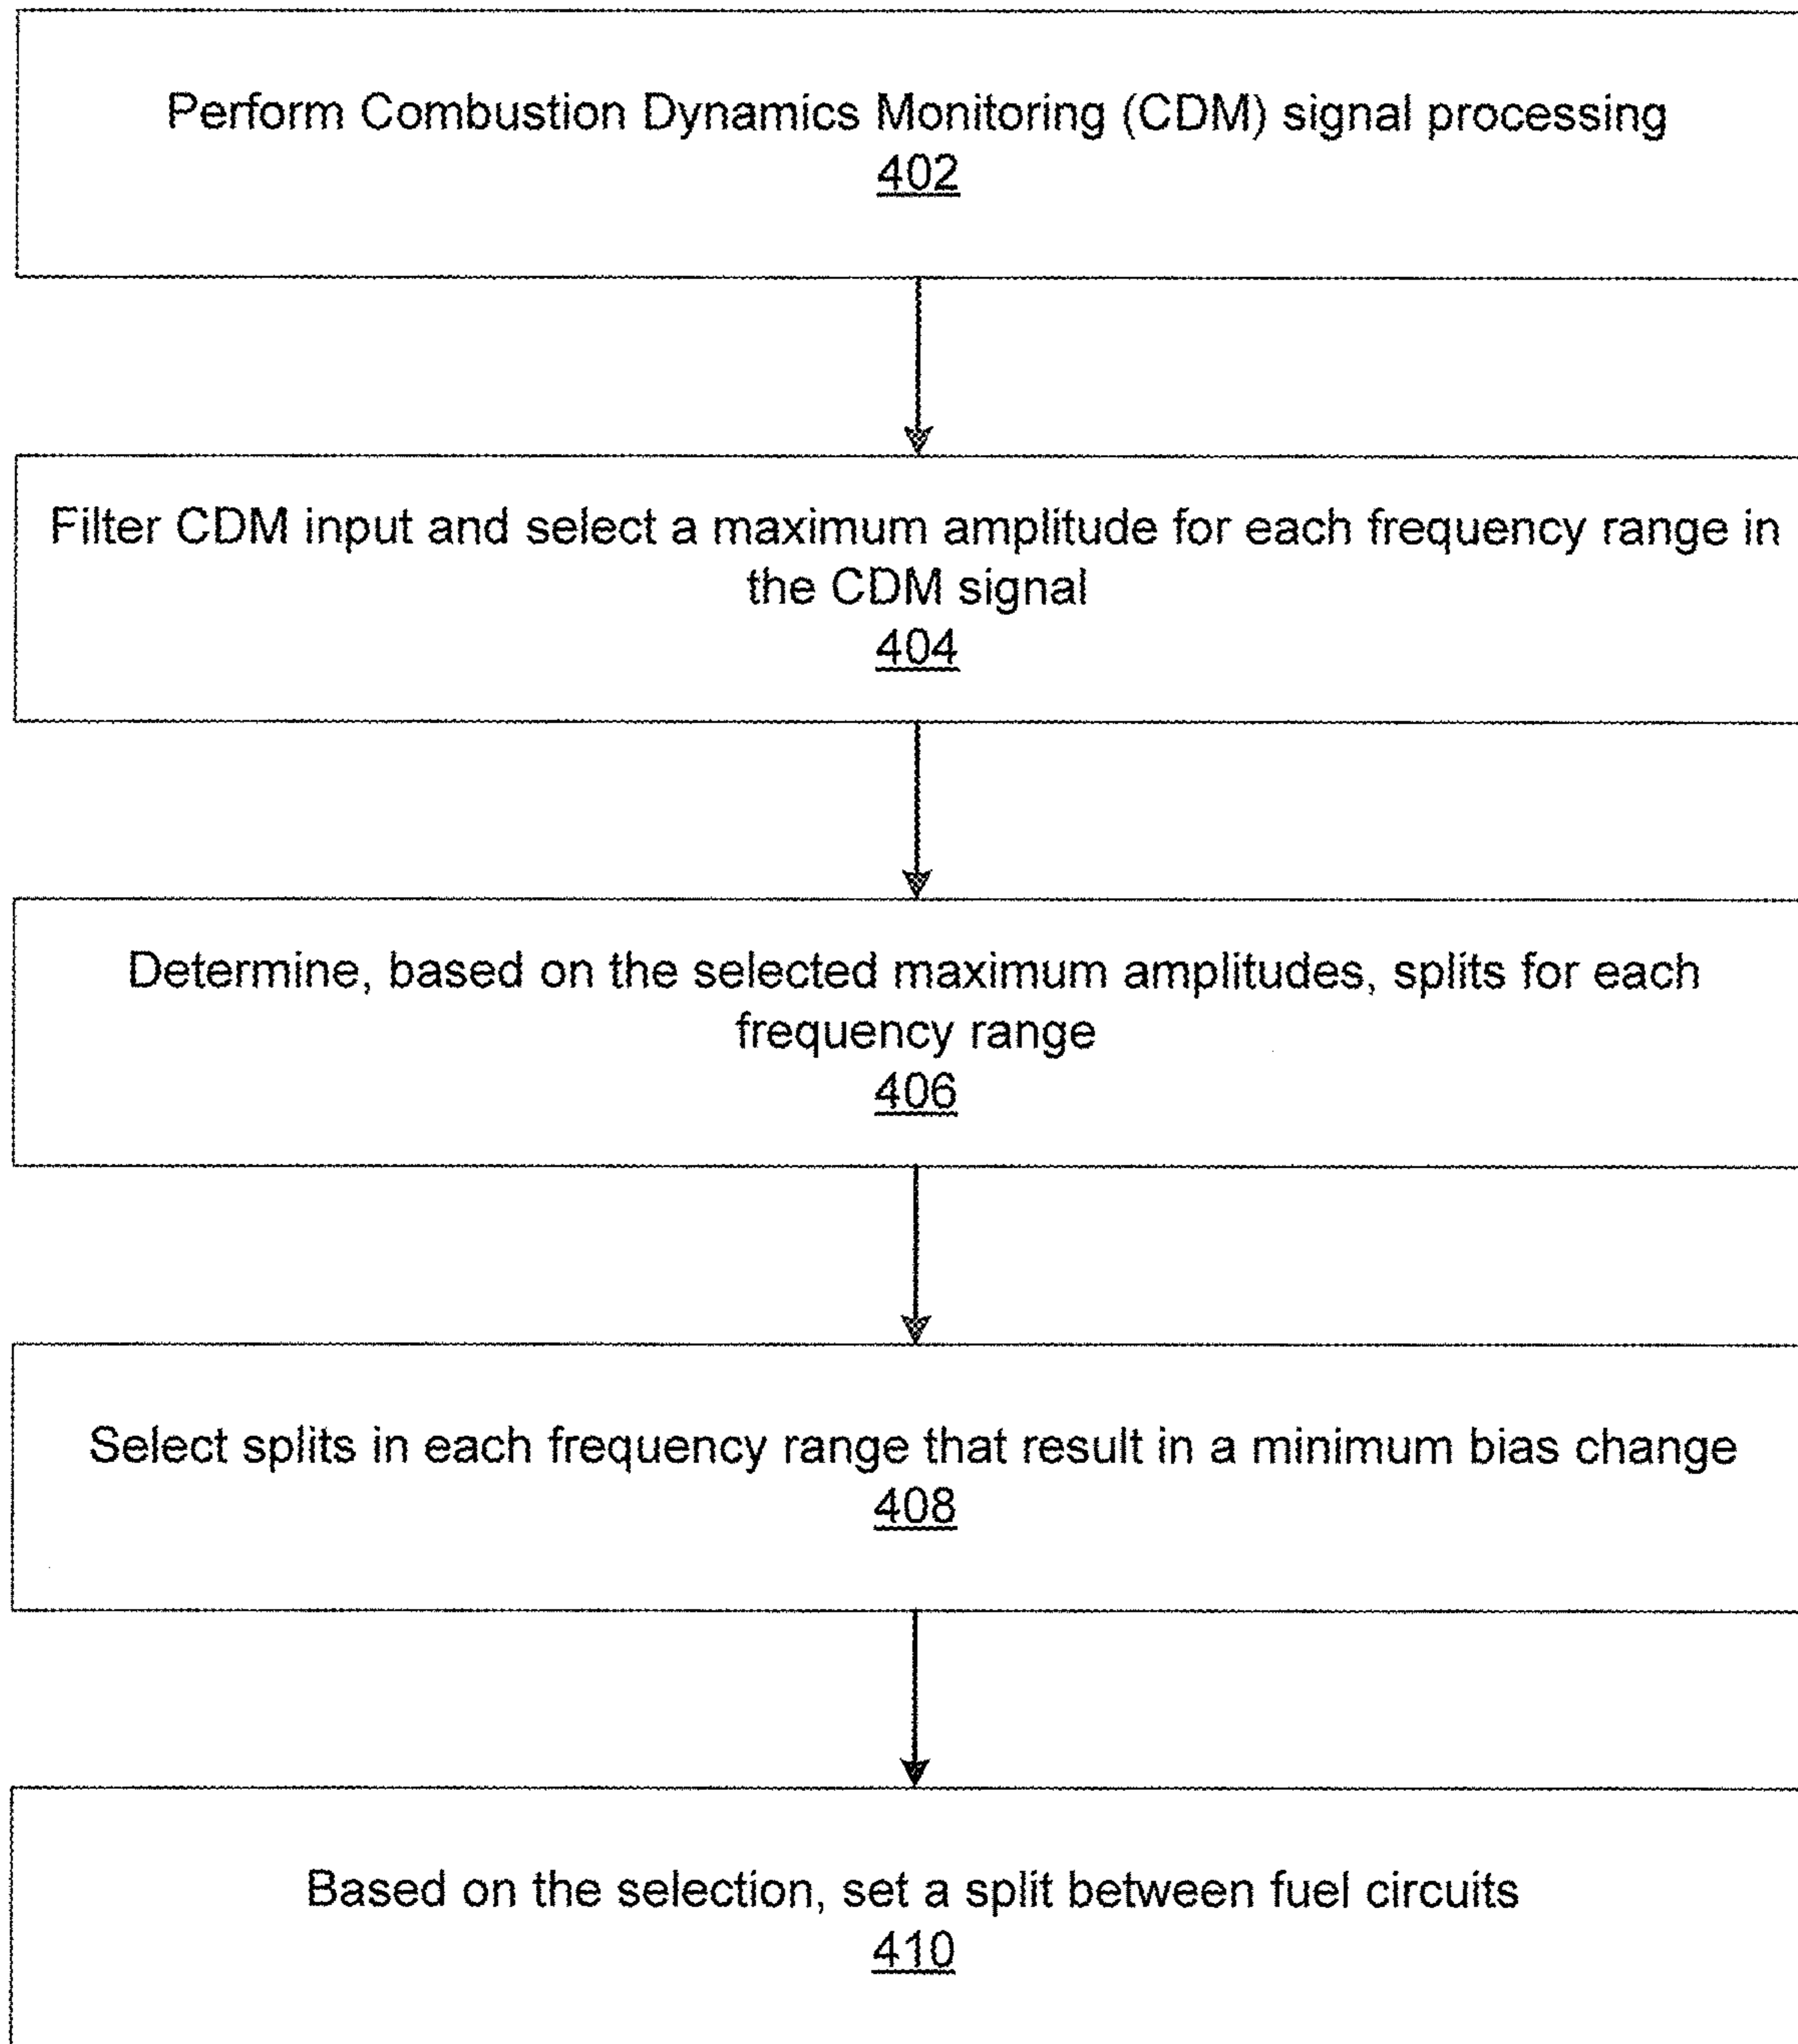 Perform Combustion Dynamics Monitoring (CDM) signal processing
402
Filter CDM input and select a maximum amplitude for each frequency range in
the CDM signal
404
Determine, based on the selected maximum amplitudes, splits for each
frequency range
406
Select splits in each frequency range that result in a minimum bias change
408
Based on the selection, set a split between fuel circuits
410